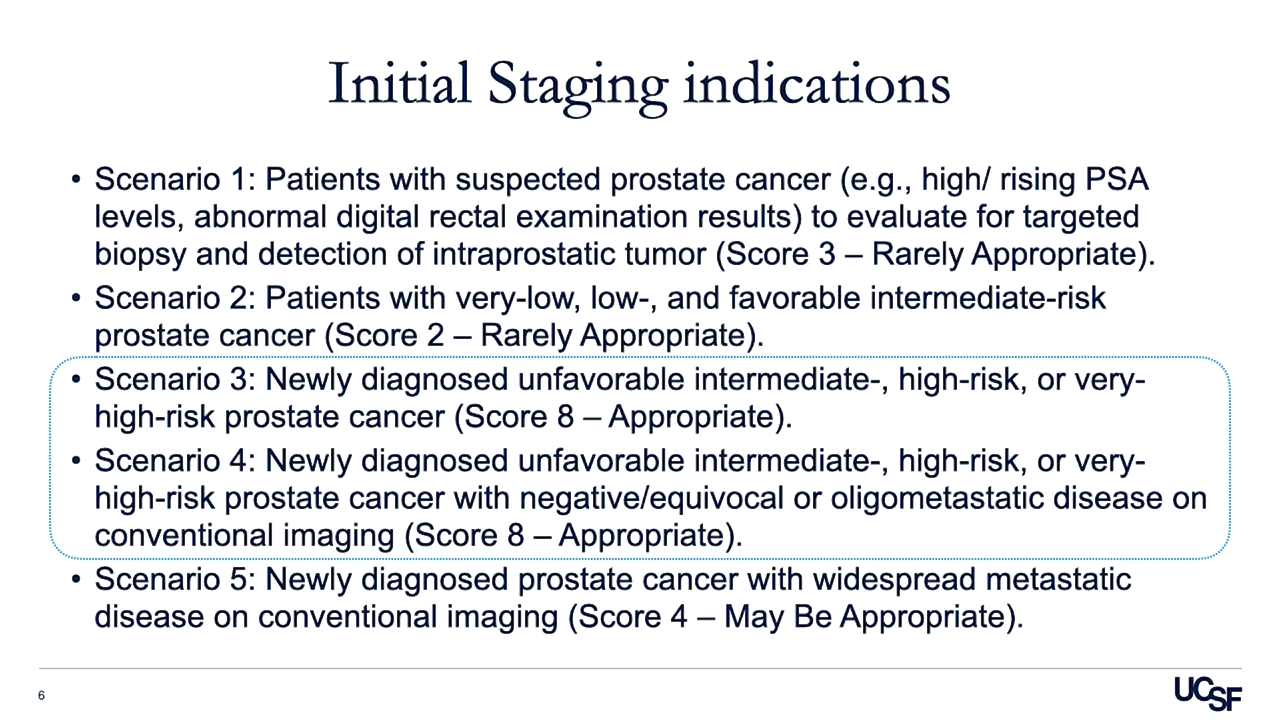 Initial Staging indications
• Scenario 1: Patients with suspected prostate cancer (e.g., high/ rising PSA
levels, abnormal digital rectal examination results) to evaluate for targeted
biopsy and detection of intraprostatic tumor (Score 3 – Rarely Appropriate).
• Scenario 2: Patients with very-low, low-, and favorable intermediate-risk
prostate cancer (Score 2 – Rarely Appropriate).
• Scenario 3: Newly diagnosed unfavorable intermediate-, high-risk, or very-
high-risk prostate cancer (Score 8 – Appropriate).
• Scenario 4: Newly diagnosed unfavorable intermediate-, high-risk, or very-
high-risk prostate cancer with negative/equivocal or oligometastatic disease on
conventional imaging (Score 8 – Appropriate).
• Scenario 5: Newly diagnosed prostate cancer with widespread metastatic
disease on conventional imaging (Score 4 – May Be Appropriate).
6
UCSF